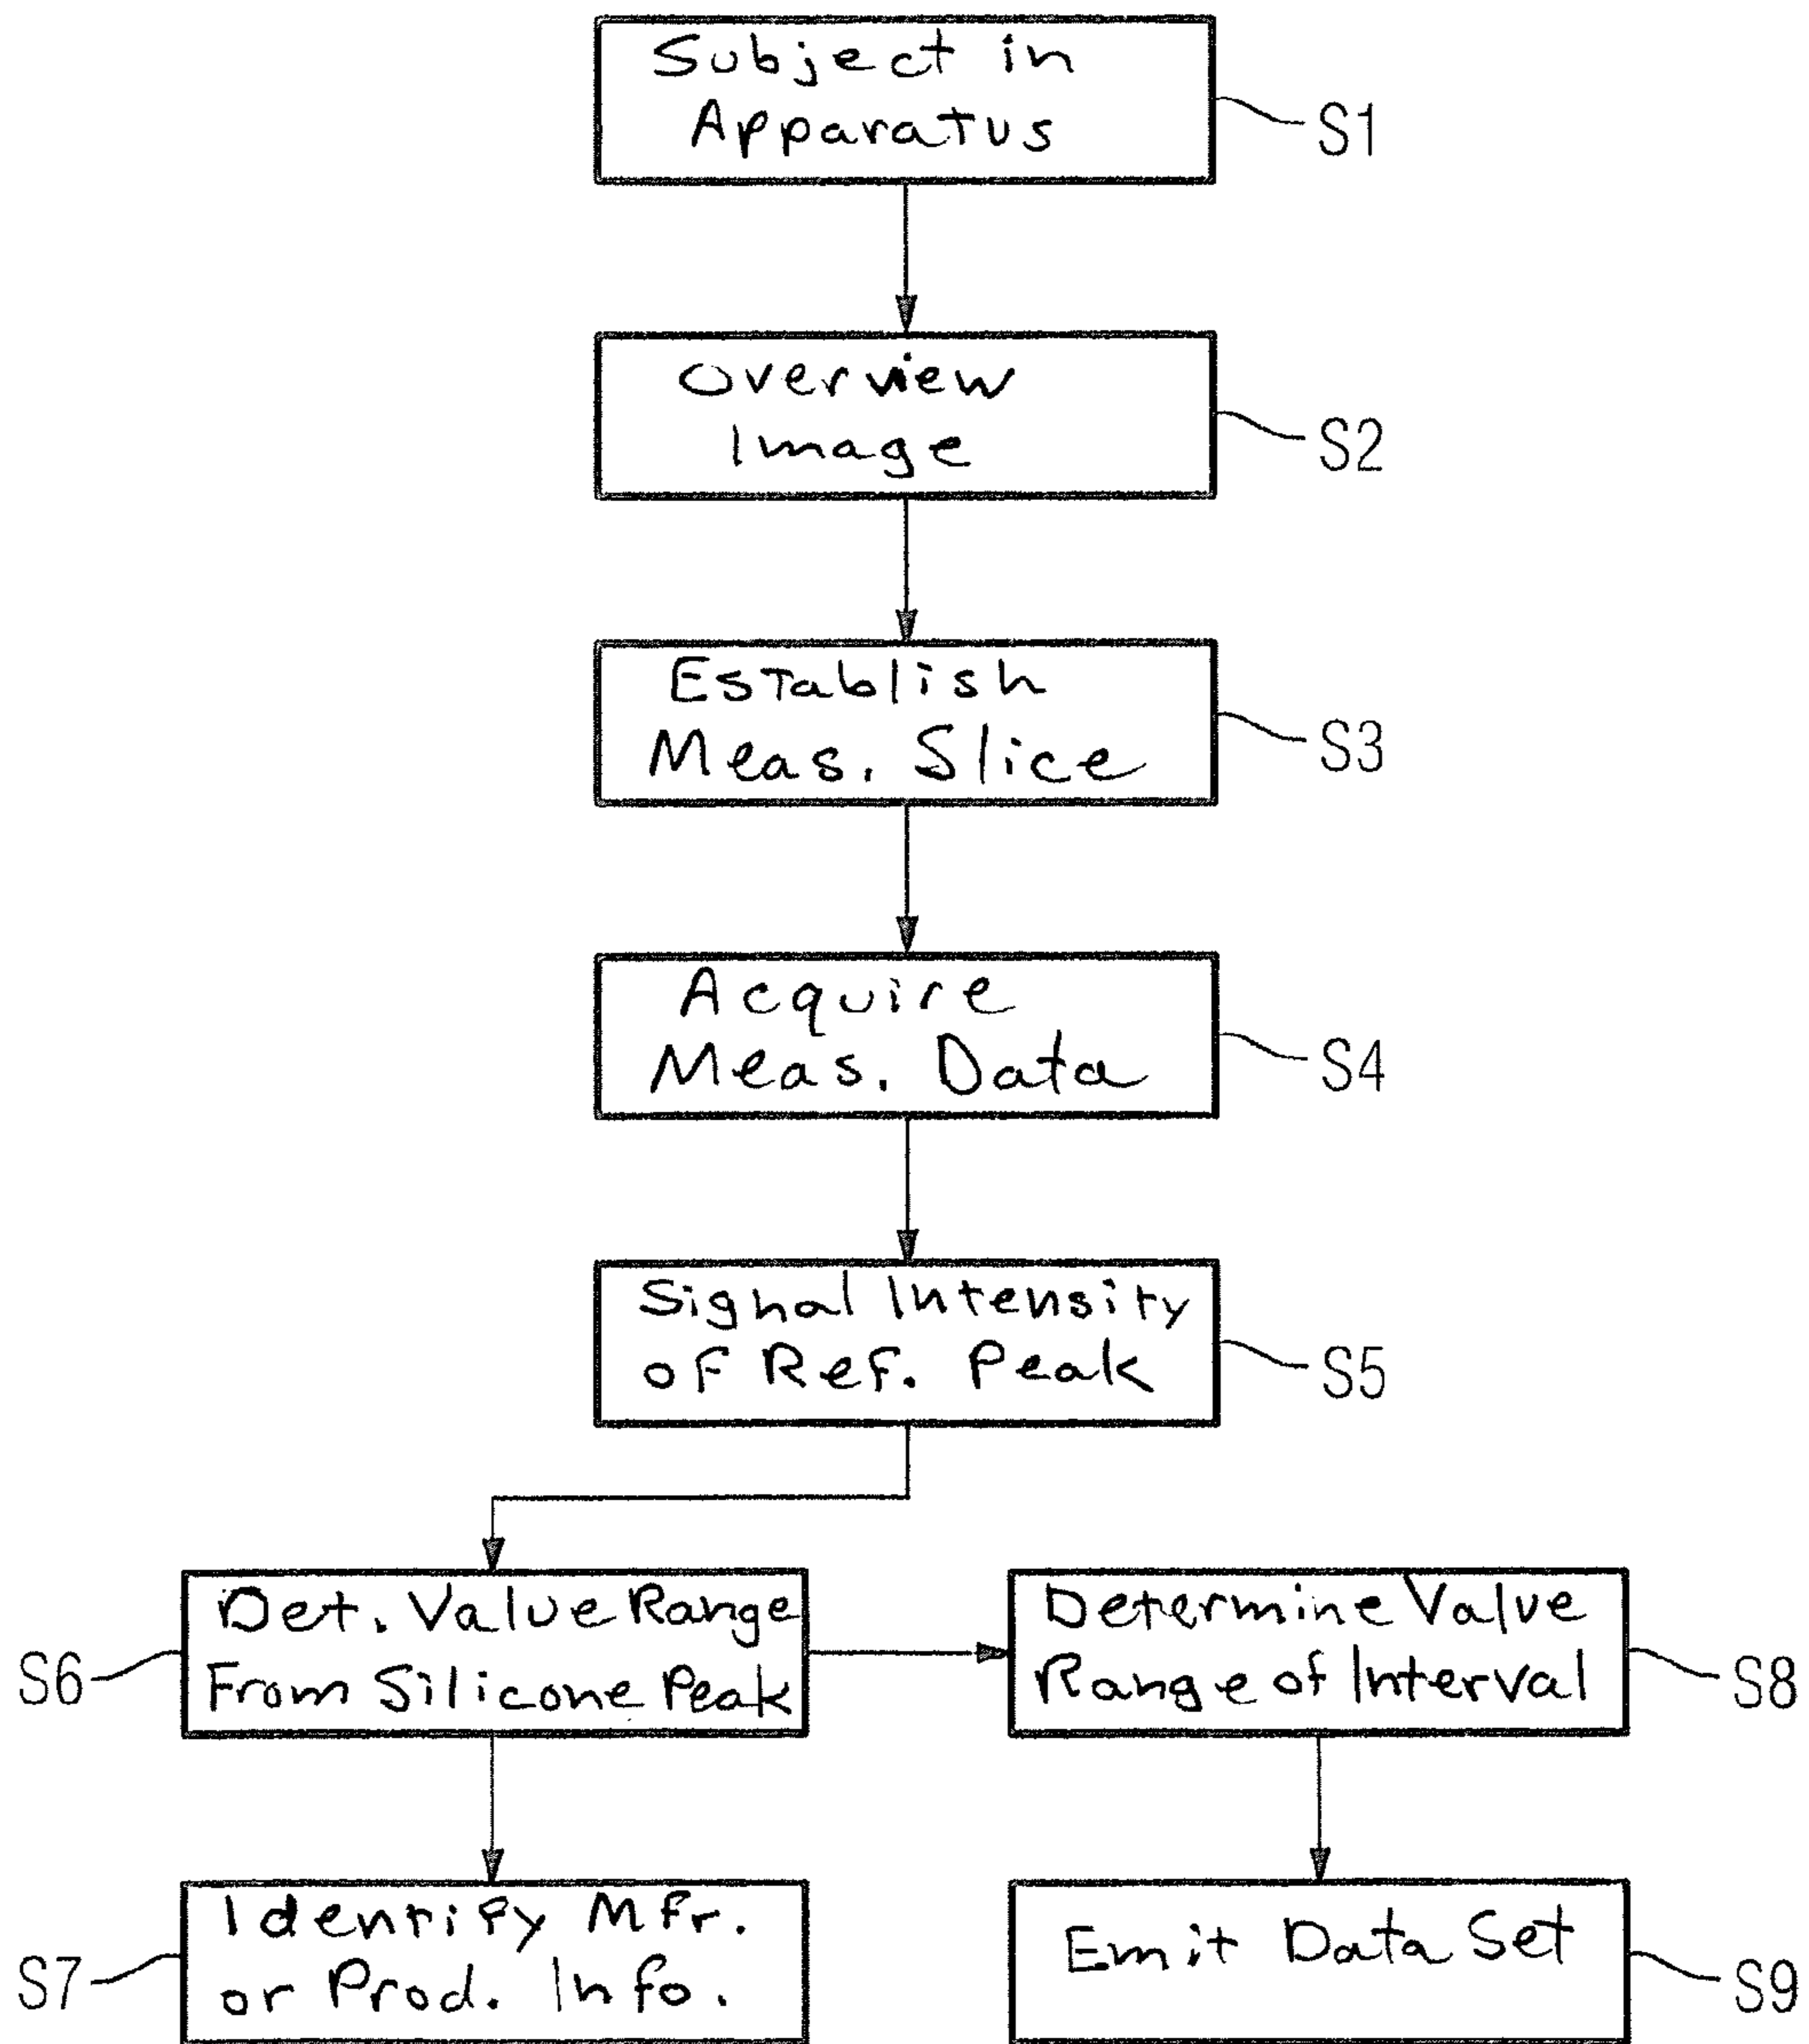 Subject in
Apparatus
S1
Overview
Image
S2
Establish
Meas. Slice
S3
Acquire
Meas. Data
S4
Signal Intensity
of Ref. Peak
S5
Det. Value Range
From Silicone Peak
S6
Determine Value
Range of Interval
S8
Identify Mfr.
or Prod. Info.
S7
Emit Data Set
S9